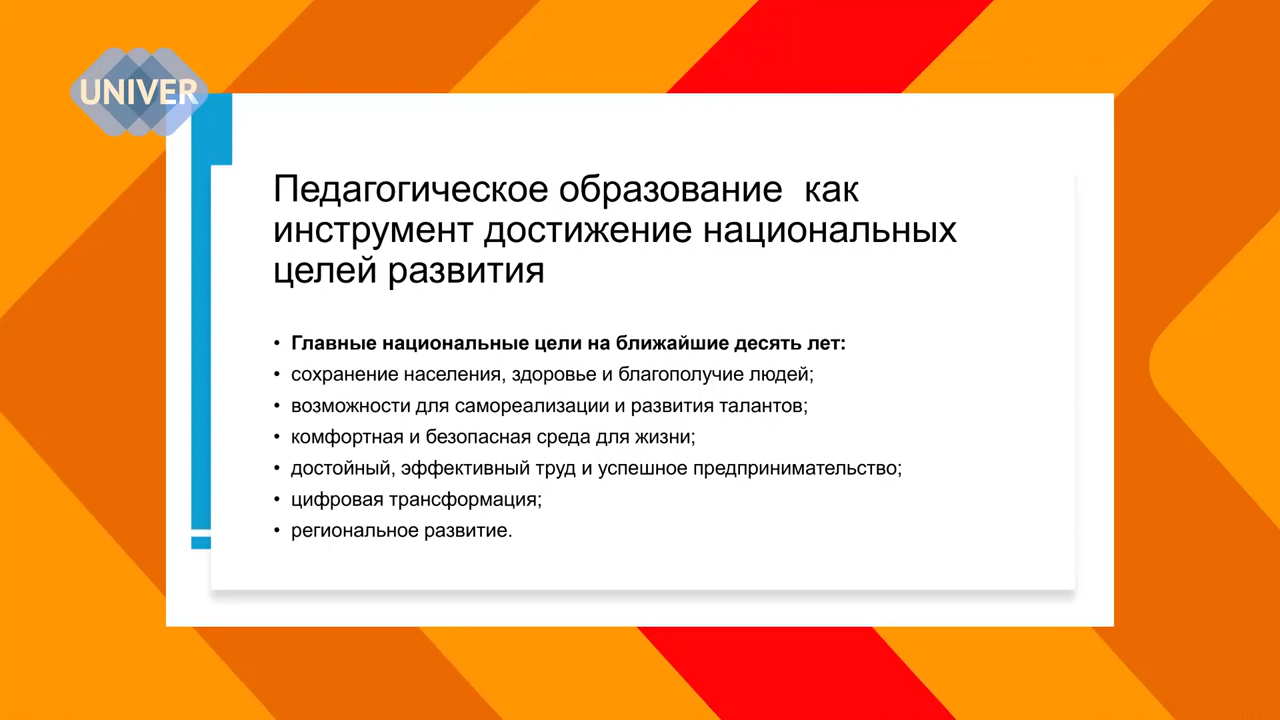 UNIVER
Педагогическое образование как
инструмент достижение национальных
целей развития
• Главные национальные цели на ближайшие десять лет:
• сохранение населения, здоровье и благополучие людей;
• возможности для самореализации и развития талантов;
• комфортная и безопасная среда для жизни;
• достойный, эффективный труд и успешное предпринимательство;
• цифровая трансформация;
• региональное развитие.